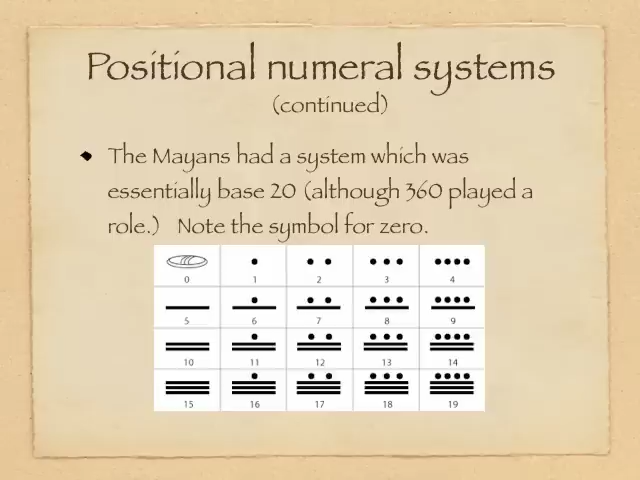 Positional numeral systems
(continued)
The Mayans had a system which was
essentially base 20 (although 360 played a
role.) Note the symbol for zero.
0 1 2 3 4
5 6 7 8 9
10 11 12 13 14
15 16 17 18 19